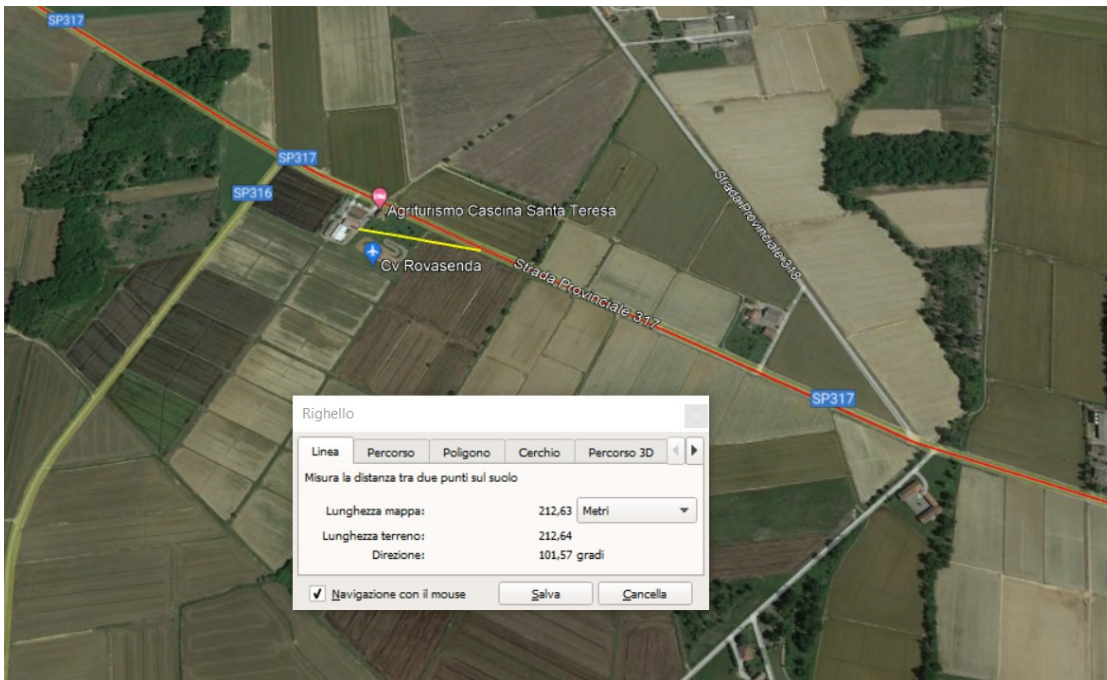 SP317
SP317
SP316
Agriturismo Cascina Santa Teresa
Cv Rovasenda
Strada Provinciale 318
Strada Provinciale 317
SP317
Righello
Linea Percorso Poligono Cerchio Percorso 3D
Misura la distanza tra due punti sul suolo
Lunghezza mappa: 212,63 Metri
Lunghezza terreno: 212,64
Direzione: 101,57 gradi
Navigazione con il mouse Salva Cancella